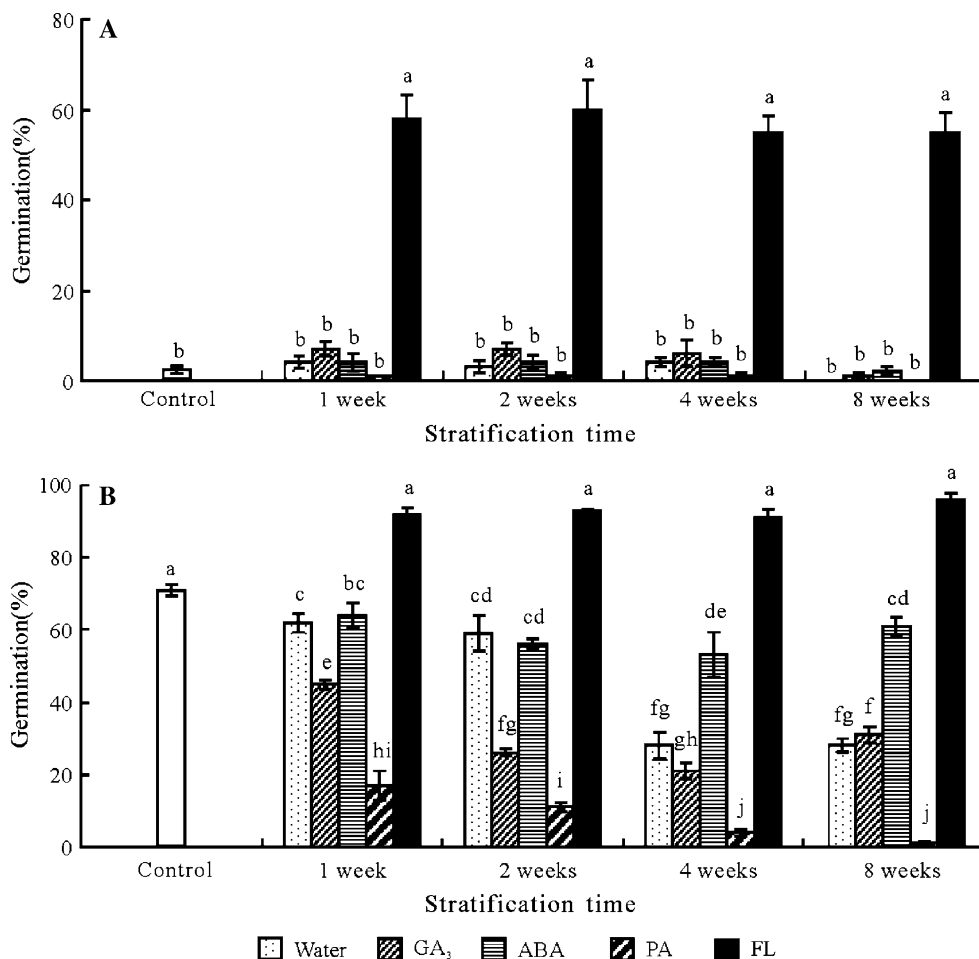 A
80
60
40
20
0
Germination(%)
b
b b b b a
b b b b a
b b b b a
b b b b a
Control 1 week 2 weeks 4 weeks 8 weeks
Stratification time
B
100
80
60
40
20
0
Germination(%)
a
c e bc hi a
cd fg cd i a
fg gh de j a
fg f cd j a
Control 1 week 2 weeks 4 weeks 8 weeks
Stratification time
Water GA₃ ABA PA FL